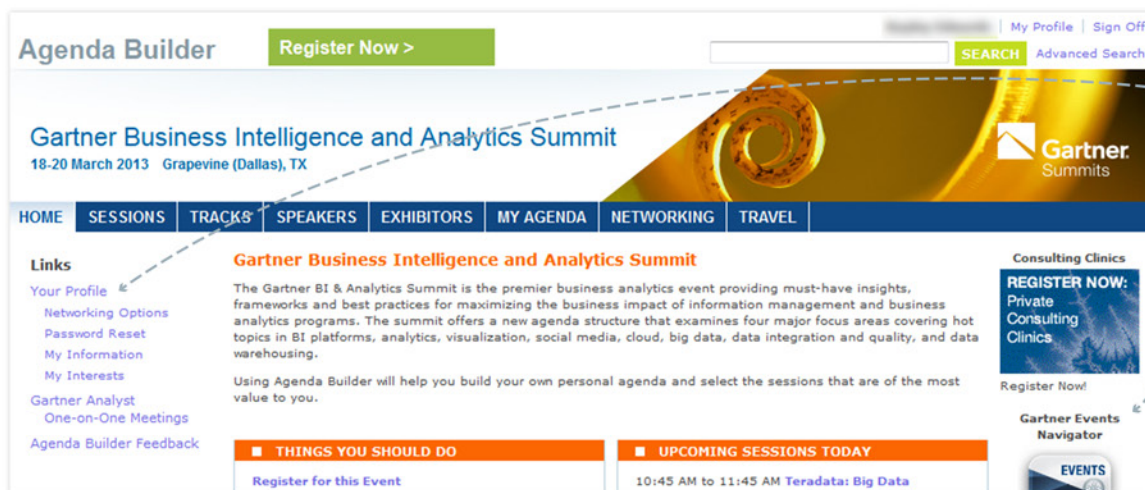 My Profile | Sign Off
Agenda Builder
Register Now >
SEARCH Advanced Search
Gartner Business Intelligence and Analytics Summit
18-20 March 2013 Grapevine (Dallas), TX
Gartner
Summits
HOME SESSIONS TRACKS SPEAKERS EXHIBITORS MY AGENDA NETWORKING TRAVEL
Links
Your Profile
Networking Options
Password Reset
My Information
My Interests
Gartner Analyst
One-on-One Meetings
Agenda Builder Feedback
Gartner Business Intelligence and Analytics Summit
The Gartner BI & Analytics Summit is the premier business analytics event providing must-have insights,
frameworks and best practices for maximizing the business impact of information management and business
analytics programs. The summit offers a new agenda structure that examines four major focus areas covering hot
topics in BI platforms, analytics, visualization, social media, cloud, big data, data integration and quality, and data
warehousing.
Using Agenda Builder will help you build your own personal agenda and select the sessions that are of the most
value to you.
THINGS YOU SHOULD DO
Register for this Event
UPCOMING SESSIONS TODAY
10:45 AM to 11:45 AM Teradata: Big Data
Consulting Clinics
REGISTER NOW:
Private
Consulting
Clinics
Register Now!
Gartner Events
Navigator
EVENTS